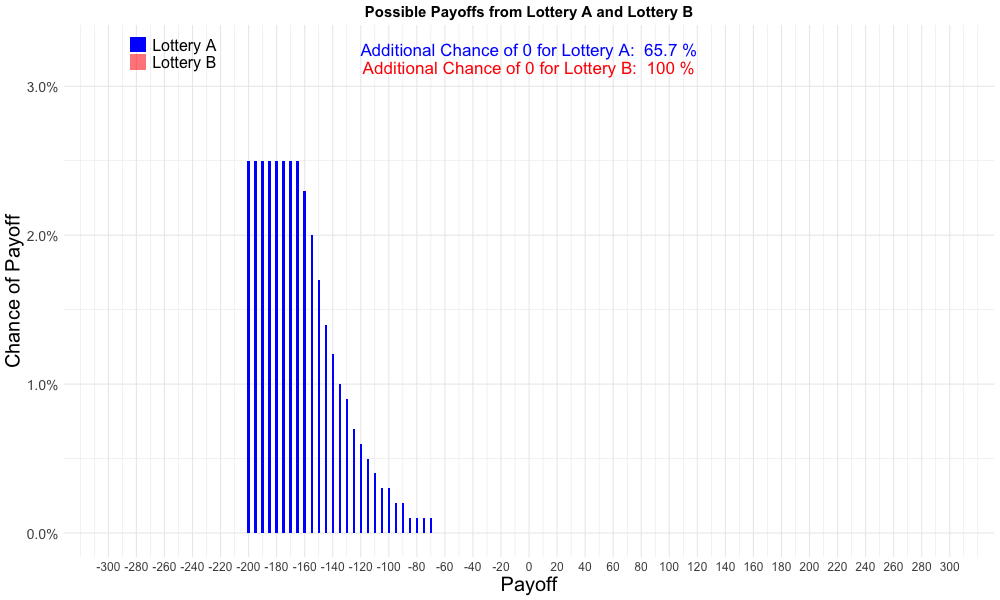 Possible Payoffs from Lottery A and Lottery B
Lottery A
Lottery B
Additional Chance of 0 for Lottery A:  65.7 %
Additional Chance of 0 for Lottery B:  100 %
Chance of Payoff
3.0%
2.0%
1.0%
0.0%
-300 -280 -260 -240 -220 -200 -180 -160 -140 -120 -100 -80 -60 -40 -20 0 20 40 60 80 100 120 140 160 180 200 220 240 260 280 300
Payoff